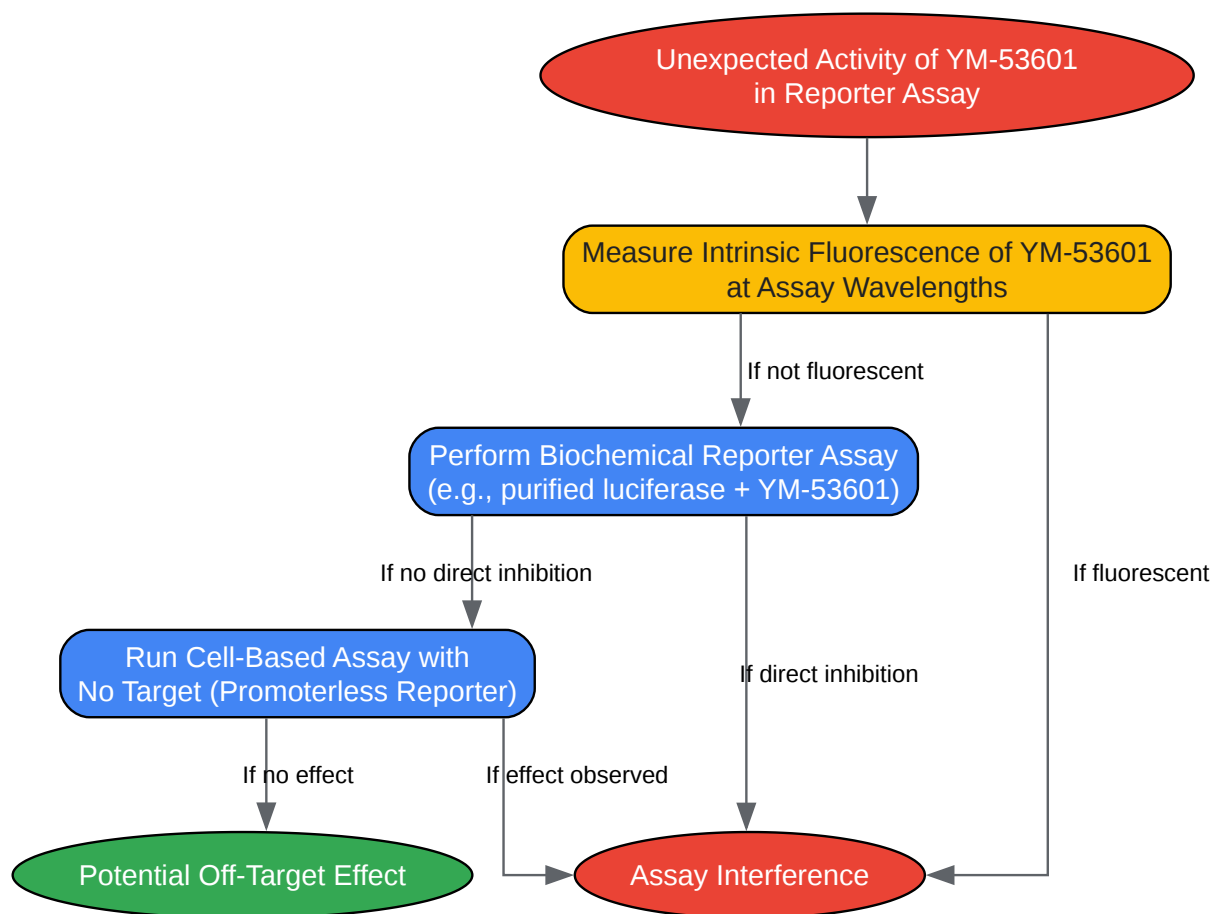 Unexpected Activity of YM-53601
in Reporter Assay
Measure Intrinsic Fluorescence of YM-53601
at Assay Wavelengths
If not fluorescent
Perform Biochemical Reporter Assay
(e.g., purified luciferase + YM-53601)
If no direct inhibition
If fluorescent
Run Cell-Based Assay with
No Target (Promoterless Reporter)
If direct inhibition
If no effect
If effect observed
Potential Off-Target Effect
Assay Interference